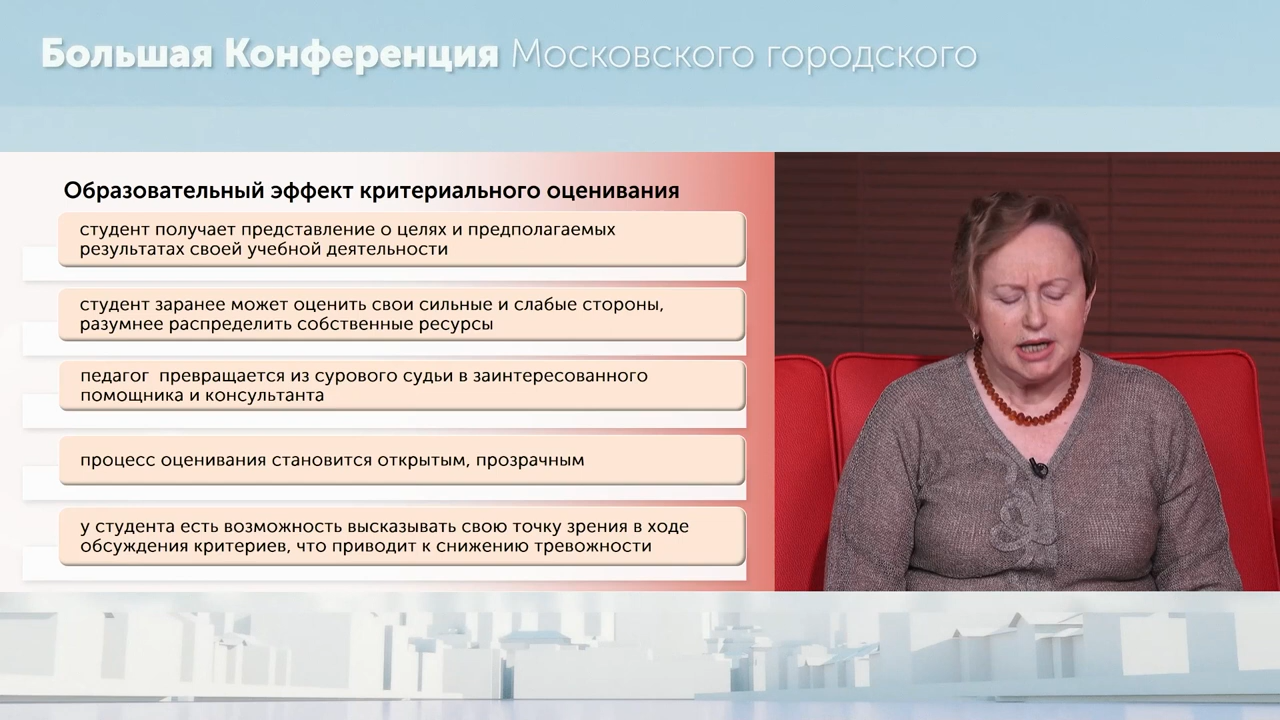 Большая Конференция Московского городского
Образовательный эффект критериального оценивания
студент получает представление о целях и предполагаемых
результатах своей учебной деятельности
студент заранее может оценить свои сильные и слабые стороны,
разумнее распределить собственные ресурсы
педагог превращается из сурового судьи в заинтересованного
помощника и консультанта
процесс оценивания становится открытым, прозрачным
у студента есть возможность высказывать свою точку зрения в ходе
обсуждения критериев, что приводит к снижению тревожности